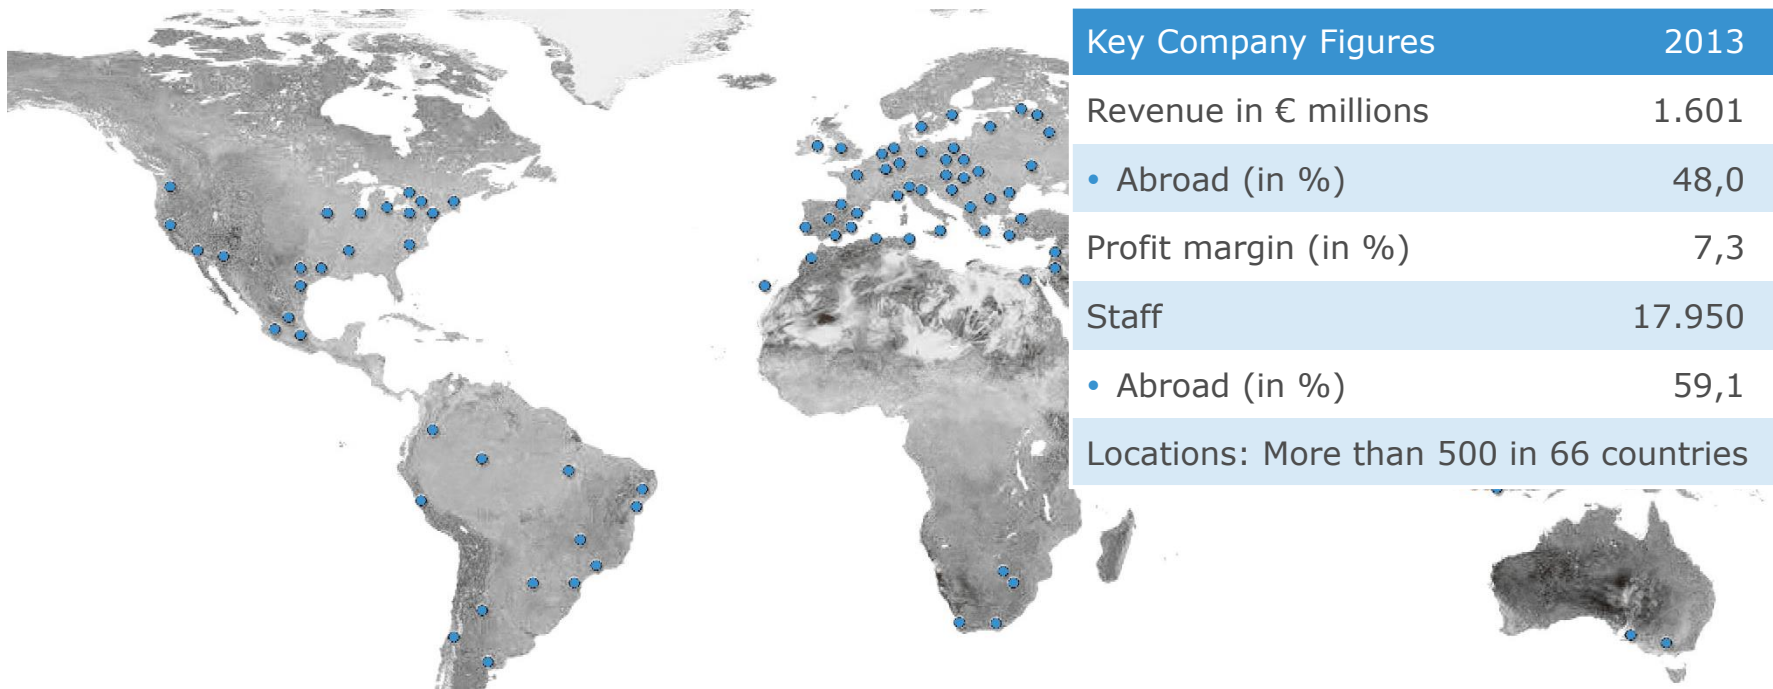 Key Company Figures 2013
Revenue in € millions 1.601
• Abroad (in %) 48,0
Profit margin (in %) 7,3
Staff 17.950
• Abroad (in %) 59,1
Locations: More than 500 in 66 countries